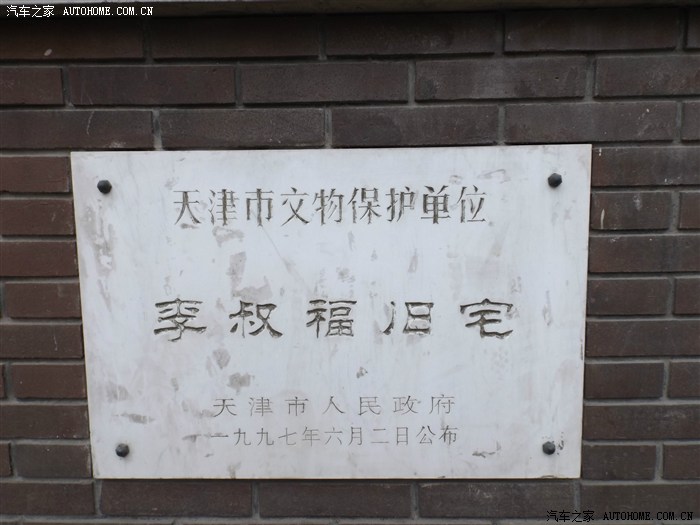 汽车之家 AUTOHOME.COM.CN
天津市文物保护单位
李叔福旧宅
天津市人民政府
一九九七年六月二日公布
汽车之家 AUTOHOME.COM.CN